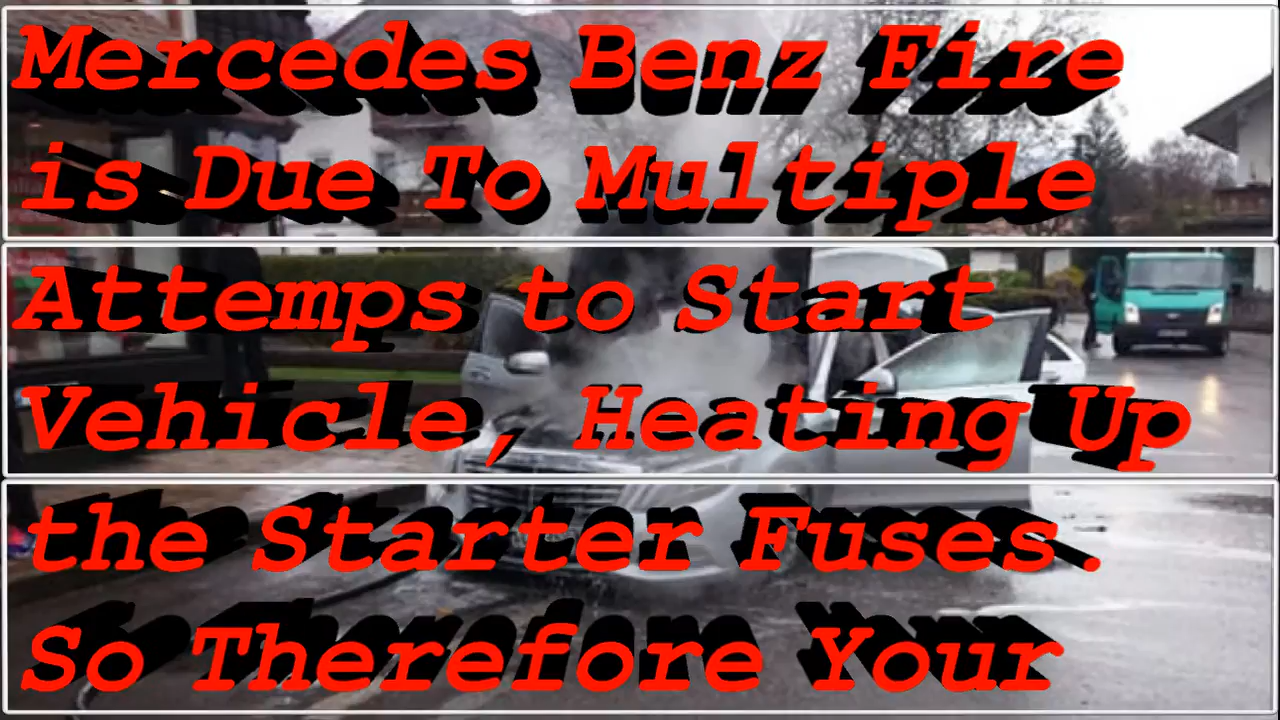 Mercedes Benz Fire
is Due To Multiple
Attemps to Start
Vehicle, Heating Up
the Starter Fuses.
So Therefore Your